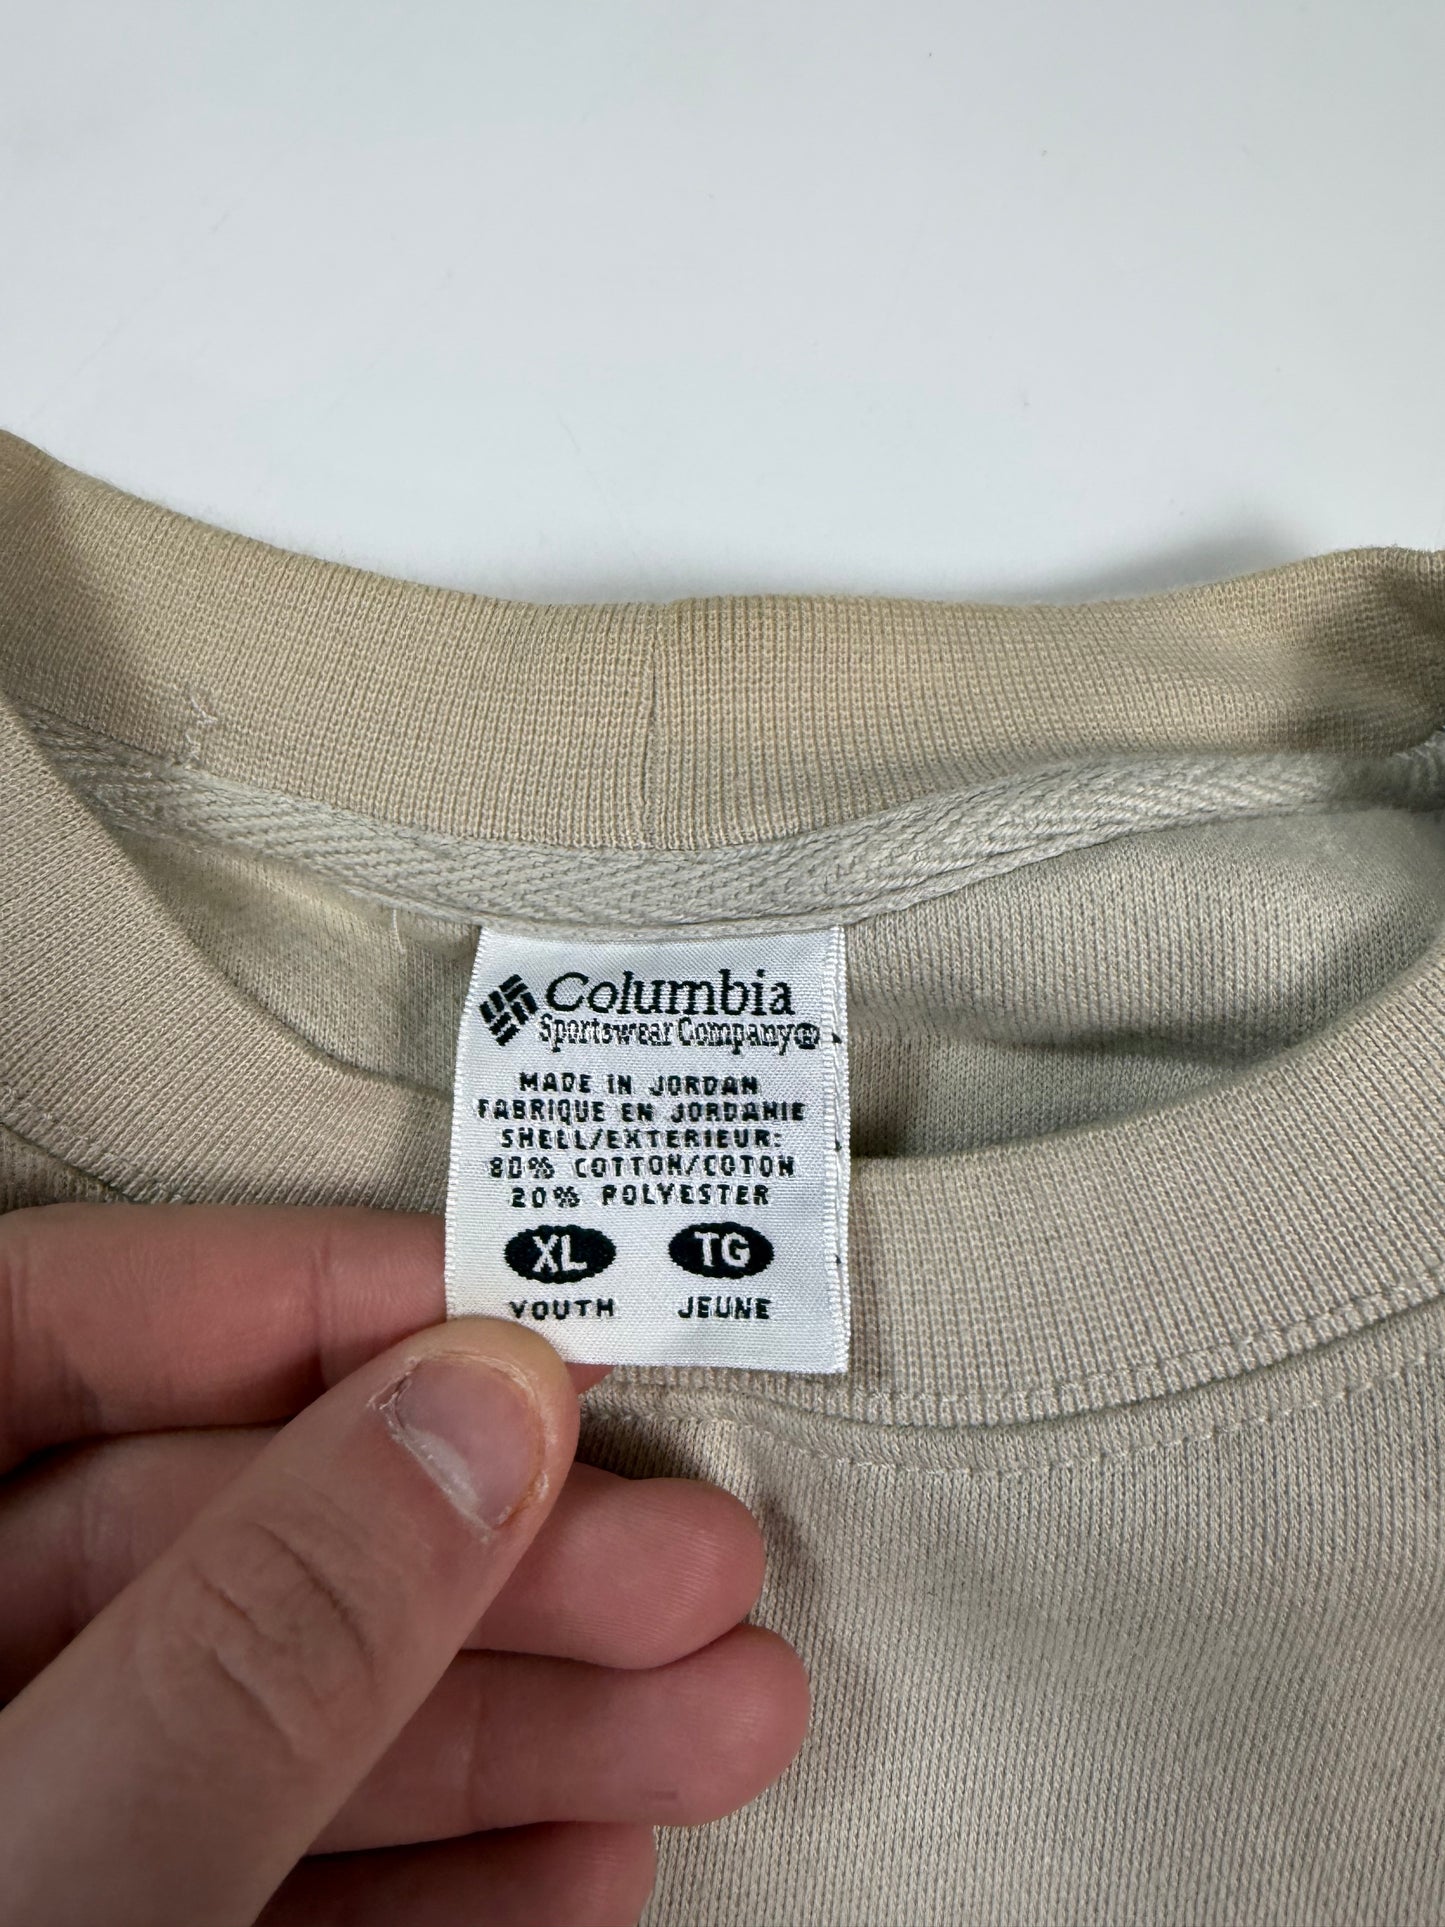 Columbia
Sportswear Company®
MADE IN JORDAN
FABRIQUE EN JORDANIE
SHELL/EXTERIEUR:
80% COTTON/COTON
20% POLYESTER
XL TG
YOUTH JEUNE